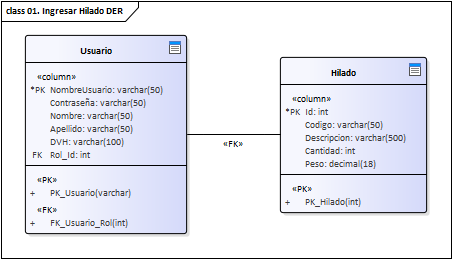 class 01. Ingresar Hilado DER
Usuario
«column»
*PK NombreUsuario: varchar(50)
Contraseña: varchar(50)
Nombre: varchar(50)
Apellido: varchar(50)
DVH: varchar(100)
FK Rol_Id: int
«PK»
+ PK_Usuario(varchar)
«FK»
+ FK_Usuario_Rol(int)
«FK»
Hilado
«column»
*PK Id: int
Codigo: varchar(50)
Descripcion: varchar(500)
Cantidad: int
Peso: decimal(18)
«PK»
+ PK_Hilado(int)